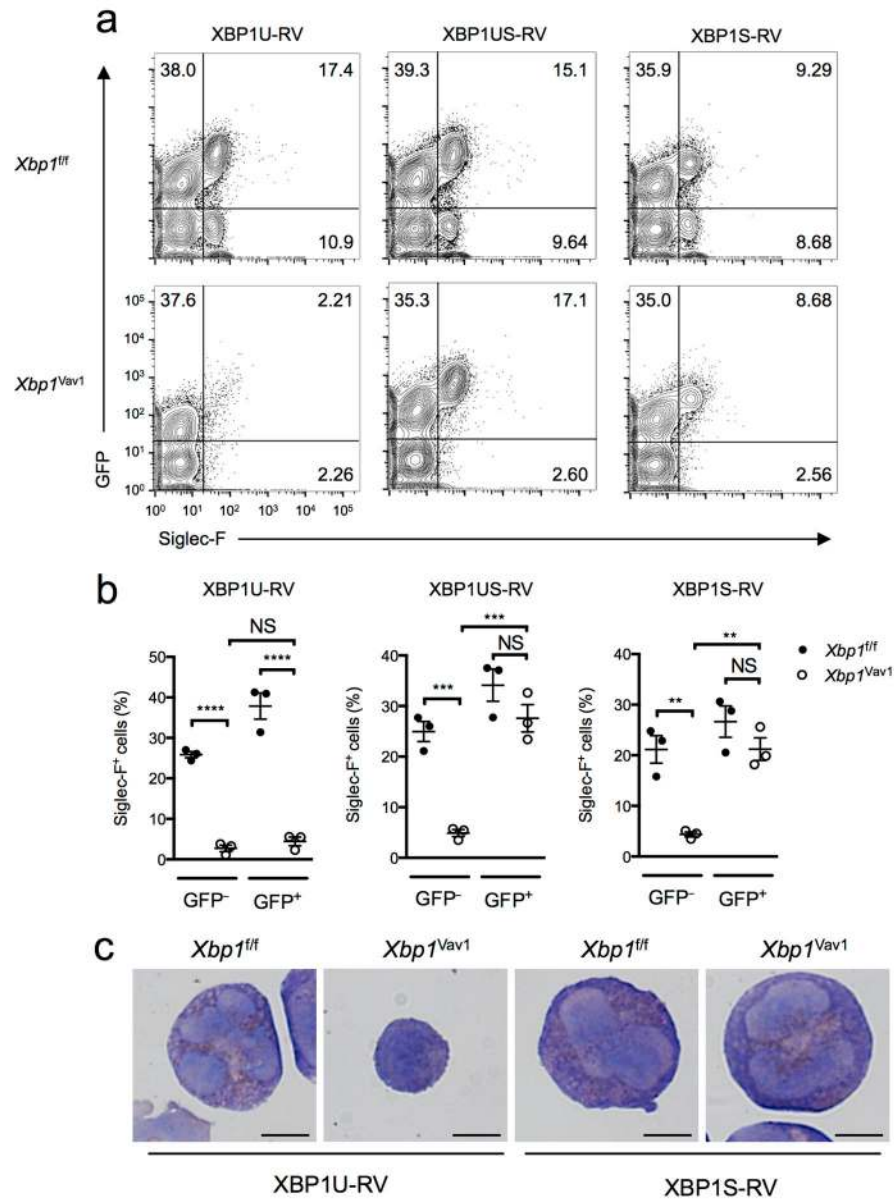 a
XBP1U-RV XBP1US-RV XBP1S-RV
Xbp1f/f
38.0 17.4
10.9
39.3 15.1
9.64
35.9 9.29
8.68
Xbp1Vav1
37.6 2.21
2.26
35.3 17.1
2.60
35.0 8.68
2.56
GFP
10⁵
10⁴
10³
10²
10¹
10⁰
10⁰ 10¹ 10² 10³ 10⁴ 10⁵
Siglec-F
b
XBP1U-RV
NS
**** ****
Siglec-F⁺ cells (%)
50
40
30
20
10
0
GFP⁻ GFP⁺
XBP1US-RV
***
*** NS
Siglec-F⁺ cells (%)
40
30
20
10
0
GFP⁻ GFP⁺
XBP1S-RV
**
** NS
Siglec-F⁺ cells (%)
40
30
20
10
0
GFP⁻ GFP⁺
Xbp1f/f
Xbp1Vav1
c
Xbp1f/f Xbp1Vav1 Xbp1f/f Xbp1Vav1
XBP1U-RV XBP1S-RV